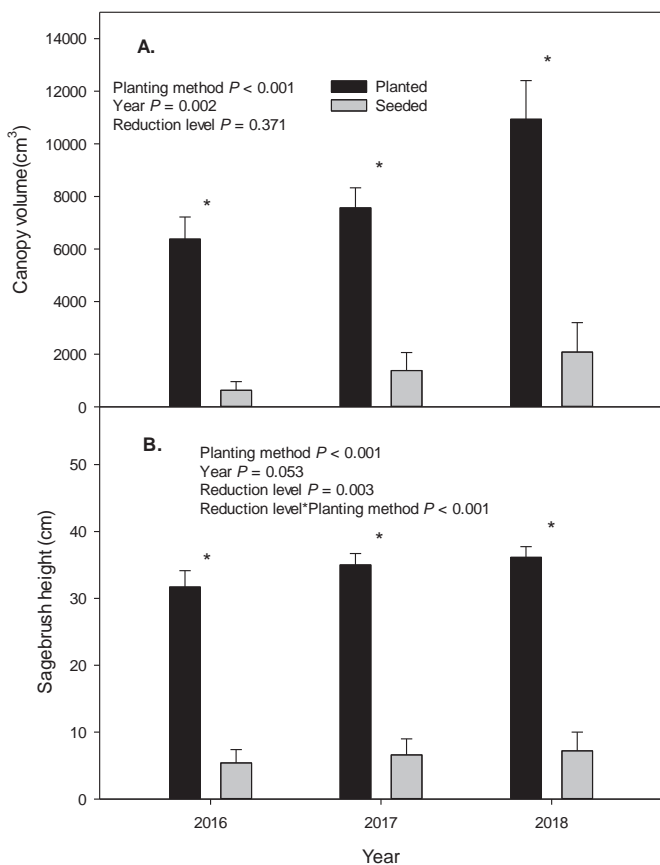 14000
12000
10000
8000
6000
4000
2000
0
Canopy volume(cm³)
A.
Planting method P < 0.001
Year P = 0.002
Reduction level P = 0.371
Planted
Seeded
*
*
*
50
40
30
20
10
0
Sagebrush height (cm)
B.
Planting method P < 0.001
Year P = 0.053
Reduction level P = 0.003
Reduction level*Planting method P < 0.001
*
*
*
2016
2017
2018
Year